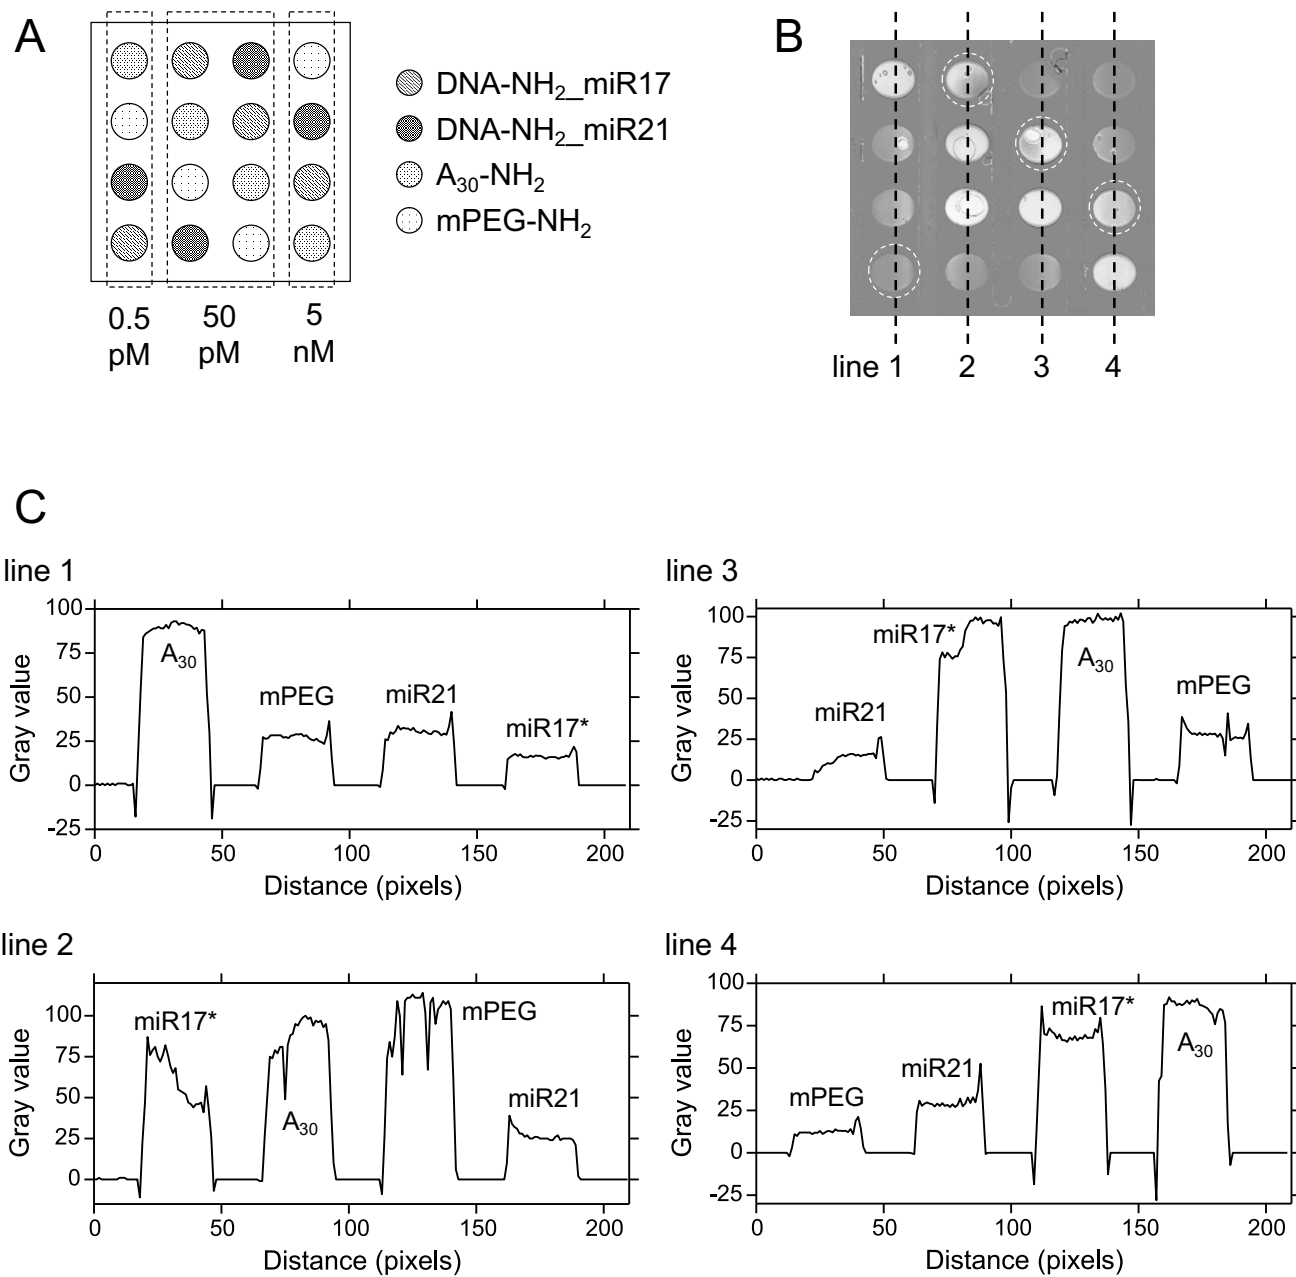 A
DNA-NH2_miR17
DNA-NH2_miR21
A30-NH2
mPEG-NH2
0.5 pM
50 pM
5 nM
B
line 1 2 3 4
C
line 1
100
75
50
25
0
-25
Gray value
A30
mPEG
miR21
miR17*
0 50 100 150 200
Distance (pixels)
line 3
100
75
50
25
0
-25
Gray value
miR21
miR17*
A30
mPEG
0 50 100 150 200
Distance (pixels)
line 2
100
75
50
25
0
Gray value
miR17*
A30
mPEG
miR21
0 50 100 150 200
Distance (pixels)
line 4
100
75
50
25
0
-25
Gray value
mPEG
miR21
miR17*
A30
0 50 100 150 200
Distance (pixels)